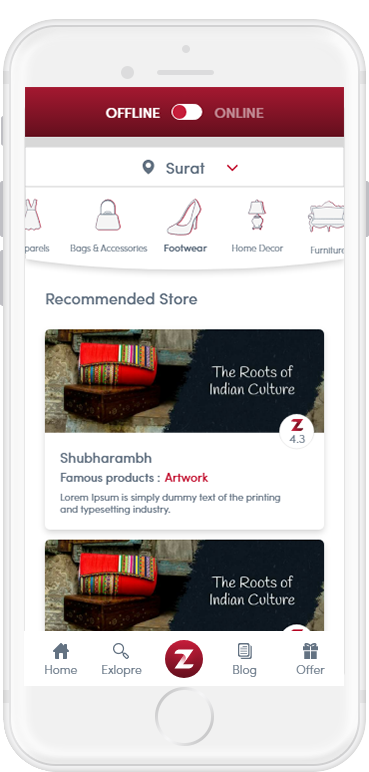 OFFLINE ONLINE
Surat
parels Bags & Accessories Footwear Home Decor Furniture
Recommended Store
The Roots of
Indian Culture
Z
4.3
Shubharambh
Famous products : Artwork
Lorem Ipsum is simply dummy text of the printing
and typesetting industry.
The Roots of
Indian Culture
Z
Home Exlopre Z Blog Offer